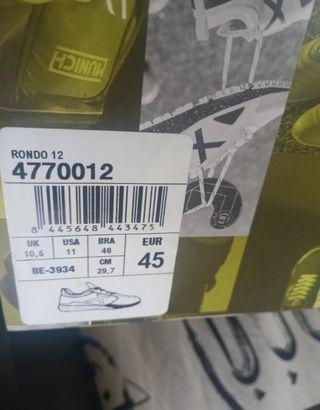 MUNICH
RONDO 12
4770012
8 445648 443475
UK USA BRA EUR
10,5 11 46 45
BE-3934 CM
29,7